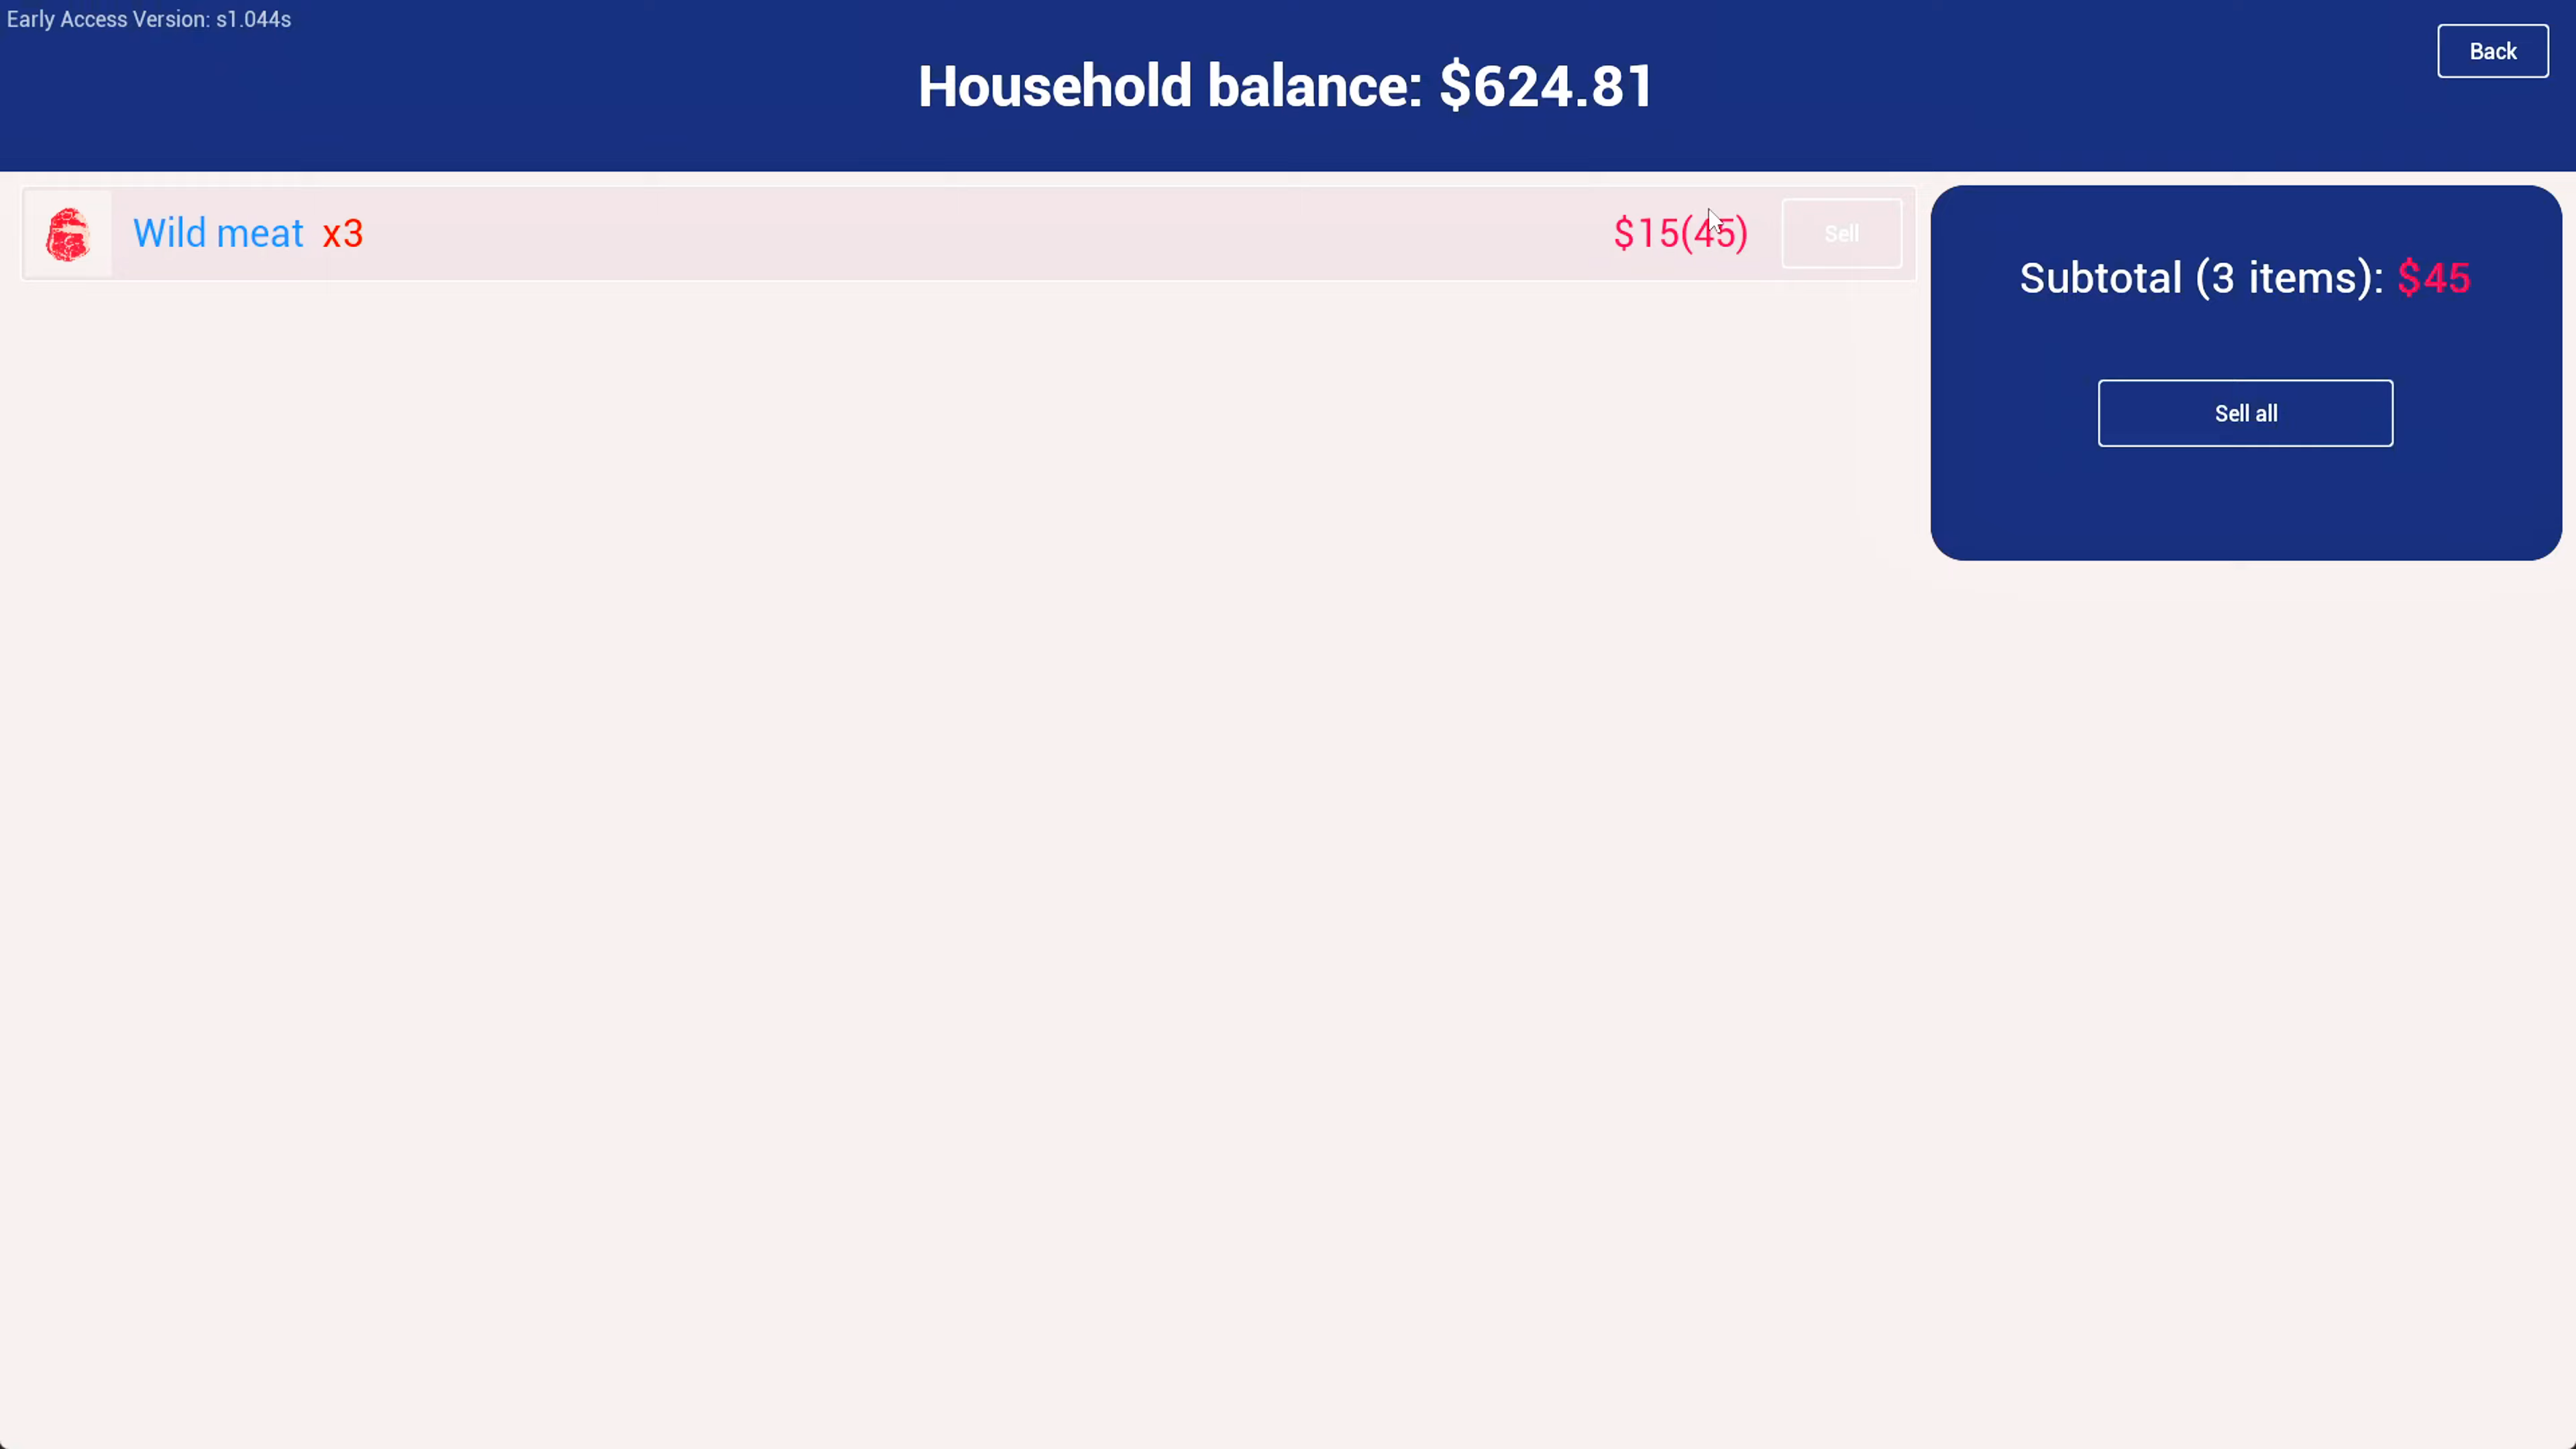 Early Access Version: s1.044s
Back
Household balance: $624.81
Wild meat x3 $15(45) Sell
Subtotal (3 items): $45
Sell all